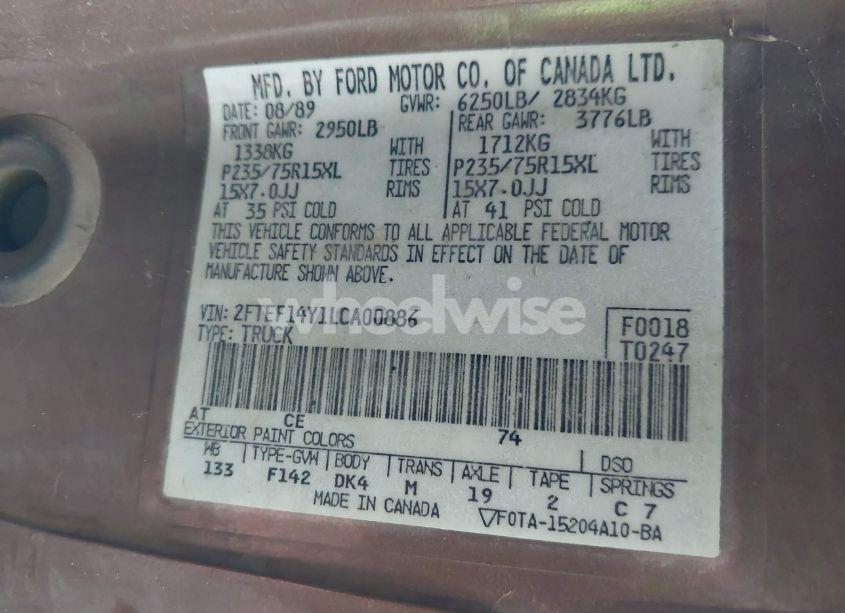 MFD. BY FORD MOTOR CO. OF CANADA LTD.
DATE: 08/89 GVWR: 6250LB/ 2834KG
FRONT GAWR: 2950LB REAR GAWR: 3776LB
1338KG WITH 1712KG WITH
P235/75R15XL TIRES P235/75R15XL TIRES
15X7.0JJ RIMS 15X7.0JJ RIMS
AT 35 PSI COLD AT 41 PSI COLD
THIS VEHICLE CONFORMS TO ALL APPLICABLE FEDERAL MOTOR
VEHICLE SAFETY STANDARDS IN EFFECT ON THE DATE OF
MANUFACTURE SHOWN ABOVE.
wheelwise
VIN: 2FTEF14Y1LCA00886 F0018
TYPE: TRUCK T0247
AT CE 74
EXTERIOR PAINT COLORS DSO
WB TYPE-GVW BODY TRANS AXLE TAPE SPRINGS
133 F142 DK4 M 19 2 C 7
MADE IN CANADA F0TA-15204A10-BA